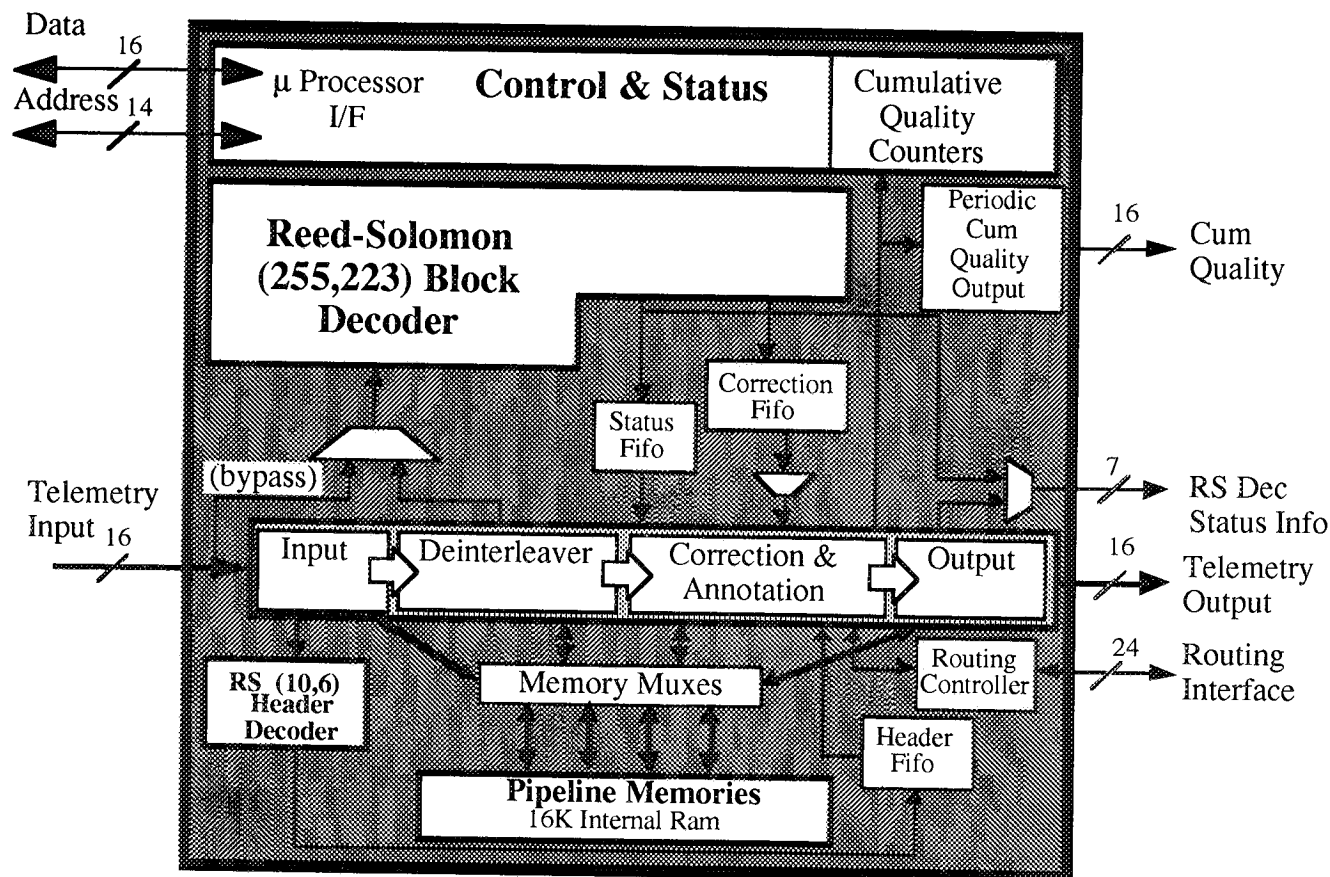 Data
16
Address
14
μ Processor
I/F
Control & Status
Cumulative
Quality
Counters
Reed-Solomon
(255,223) Block
Decoder
Periodic
Cum
Quality
Output
16
Cum
Quality
Correction
Fifo
Status
Fifo
(bypass)
Telemetry
Input
16
7
RS Dec
Status Info
Input
Deinterleaver
Correction &
Annotation
Output
16
Telemetry
Output
RS (10,6)
Header
Decoder
Memory Muxes
Routing
Controller
24
Routing
Interface
Header
Fifo
Pipeline Memories
16K Internal Ram